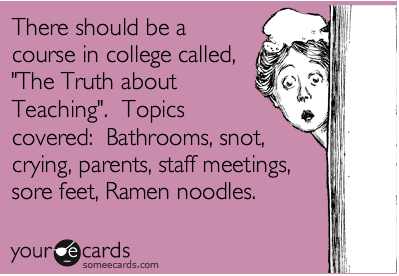 There should be a
course in college called,
"The Truth about
Teaching".  Topics
covered:  Bathrooms, snot,
crying, parents, staff meetings,
sore feet, Ramen noodles.
your e cards
someecards.com